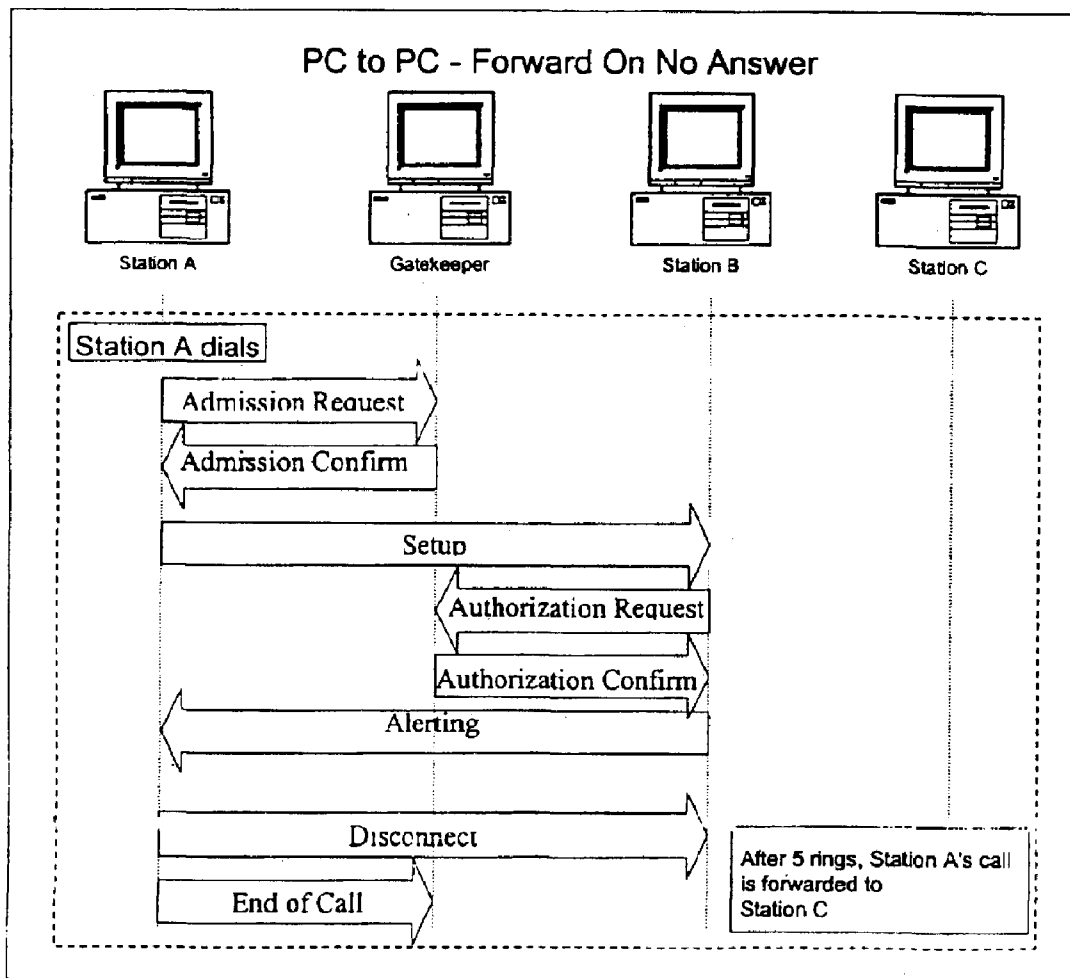 PC to PC - Forward On No Answer
Station A
Gatekeeper
Station B
Station C
Station A dials
Admission Request
Admission Confirm
Setup
Authorization Request
Authorization Confirm
Alerting
Disconnect
End of Call
After 5 rings, Station A's call
is forwarded to
Station C